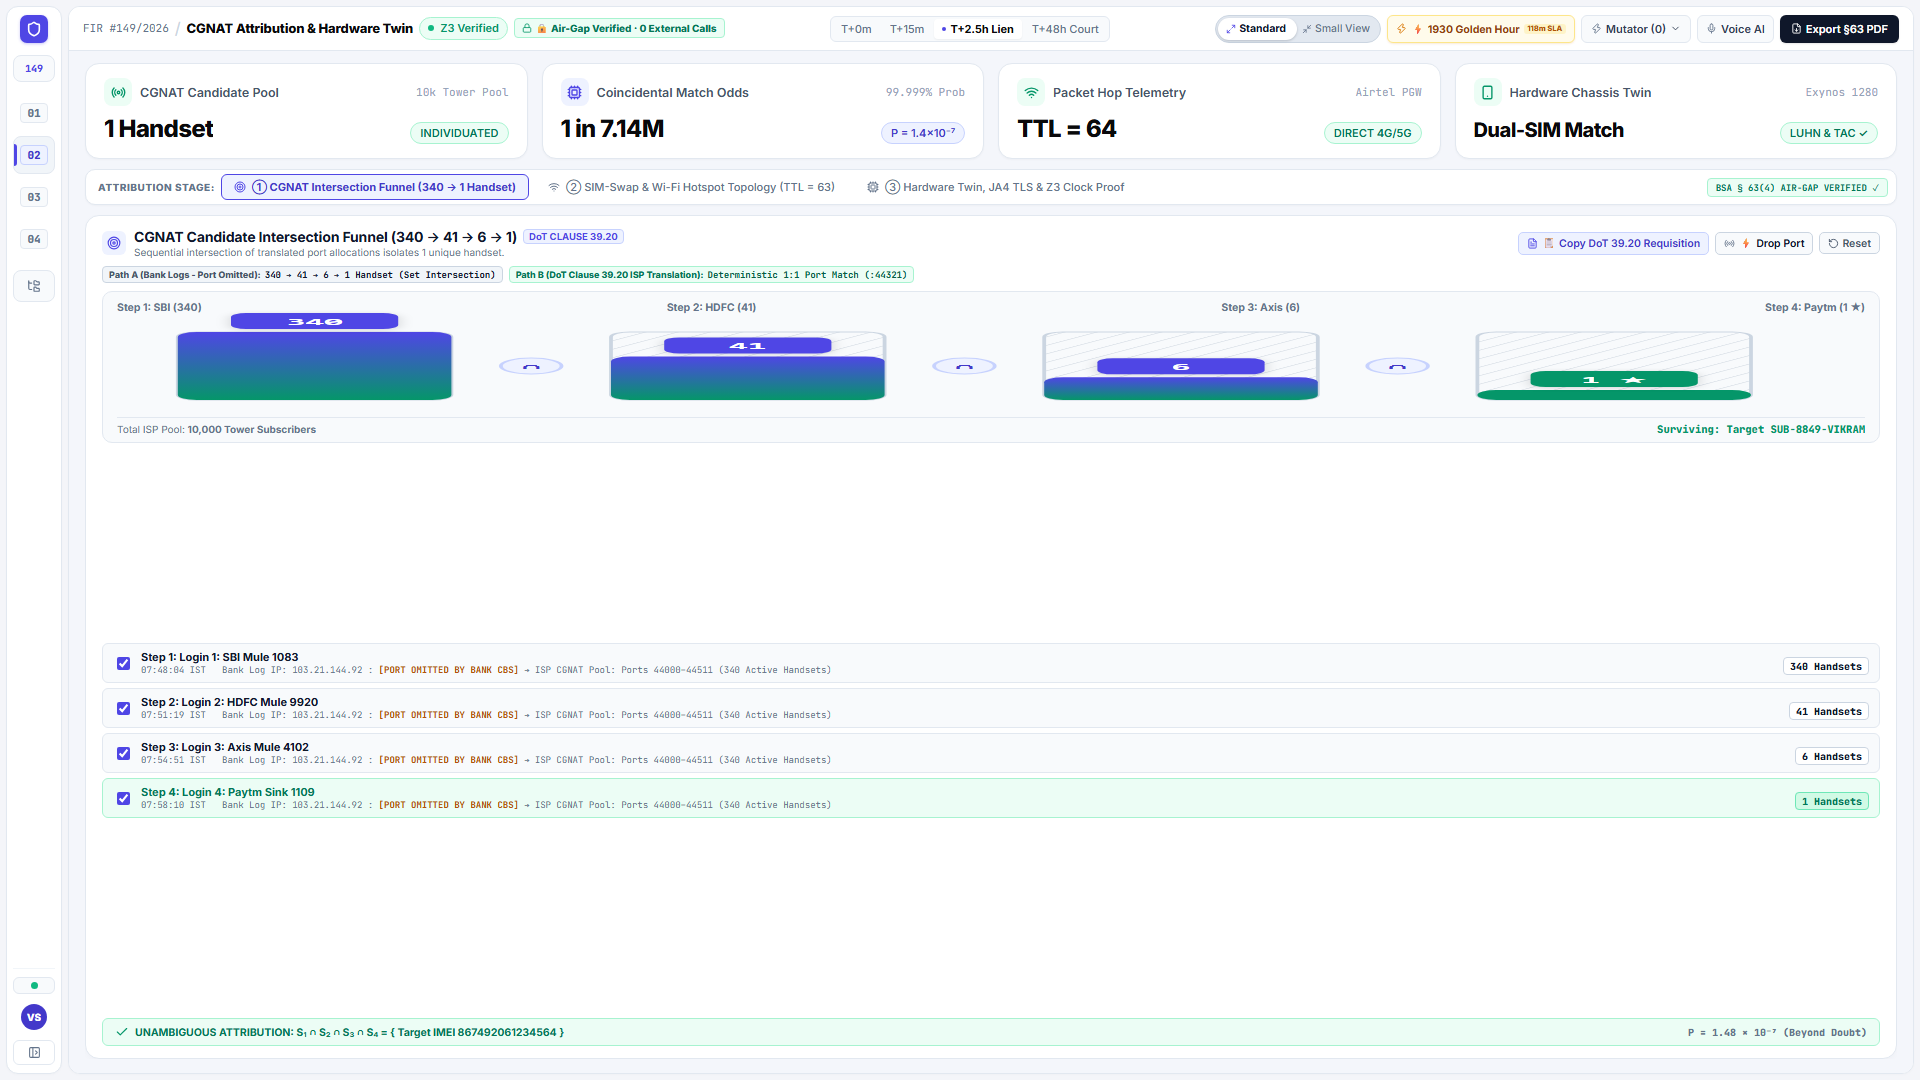 FIR #149/2026 / CGNAT Attribution & Hardware Twin
Z3 Verified
Air-Gap Verified · 0 External Calls
T+0m
T+15m
T+2.5h Lien
T+48h Court
Standard
Small View
1930 Golden Hour 118m SLA
Mutator (0)
Voice AI
Export §63 PDF
149
01
02
03
04
VS
CGNAT Candidate Pool
10k Tower Pool
1 Handset
INDIVIDUATED
Coincidental Match Odds
99.999% Prob
1 in 7.14M
P = 1.4×10⁻⁷
Packet Hop Telemetry
Airtel PGW
TTL = 64
DIRECT 4G/5G
Hardware Chassis Twin
Exynos 1280
Dual-SIM Match
LUHN & TAC ✓
ATTRIBUTION STAGE:
① CGNAT Intersection Funnel (340 → 1 Handset)
② SIM-Swap & Wi-Fi Hotspot Topology (TTL = 63)
③ Hardware Twin, JA4 TLS & Z3 Clock Proof
BSA § 63(4) AIR-GAP VERIFIED ✓
CGNAT Candidate Intersection Funnel (340 → 41 → 6 → 1)
DoT CLAUSE 39.20
Sequential intersection of translated port allocations isolates 1 unique handset.
Copy DoT 39.20 Requisition
Drop Port
Reset
Path A (Bank Logs - Port Omitted): 340 → 41 → 6 → 1 Handset (Set Intersection)
Path B (DoT Clause 39.20 ISP Translation): Deterministic 1:1 Port Match (:44321)
Step 1: SBI (340)
Step 2: HDFC (41)
Step 3: Axis (6)
Step 4: Paytm (1 ★)
340
∩
41
∩
6
∩
1 ★
Total ISP Pool: 10,000 Tower Subscribers
Surviving: Target SUB-8849-VIKRAM
Step 1: Login 1: SBI Mule 1083
07:48:04 IST Bank Log IP: 103.21.144.92 : [PORT OMITTED BY BANK CBS] → ISP CGNAT Pool: Ports 44000-44511 (340 Active Handsets)
340 Handsets
Step 2: Login 2: HDFC Mule 9920
07:51:19 IST Bank Log IP: 103.21.144.92 : [PORT OMITTED BY BANK CBS] → ISP CGNAT Pool: Ports 44000-44511 (340 Active Handsets)
41 Handsets
Step 3: Login 3: Axis Mule 4102
07:54:51 IST Bank Log IP: 103.21.144.92 : [PORT OMITTED BY BANK CBS] → ISP CGNAT Pool: Ports 44000-44511 (340 Active Handsets)
6 Handsets
Step 4: Login 4: Paytm Sink 1109
07:58:10 IST Bank Log IP: 103.21.144.92 : [PORT OMITTED BY BANK CBS] → ISP CGNAT Pool: Ports 44000-44511 (340 Active Handsets)
1 Handsets
UNAMBIGUOUS ATTRIBUTION: S₁ ∩ S₂ ∩ S₃ ∩ S₄ = { Target IMEI 867492061234564 }
P = 1.48 × 10⁻⁷ (Beyond Doubt)